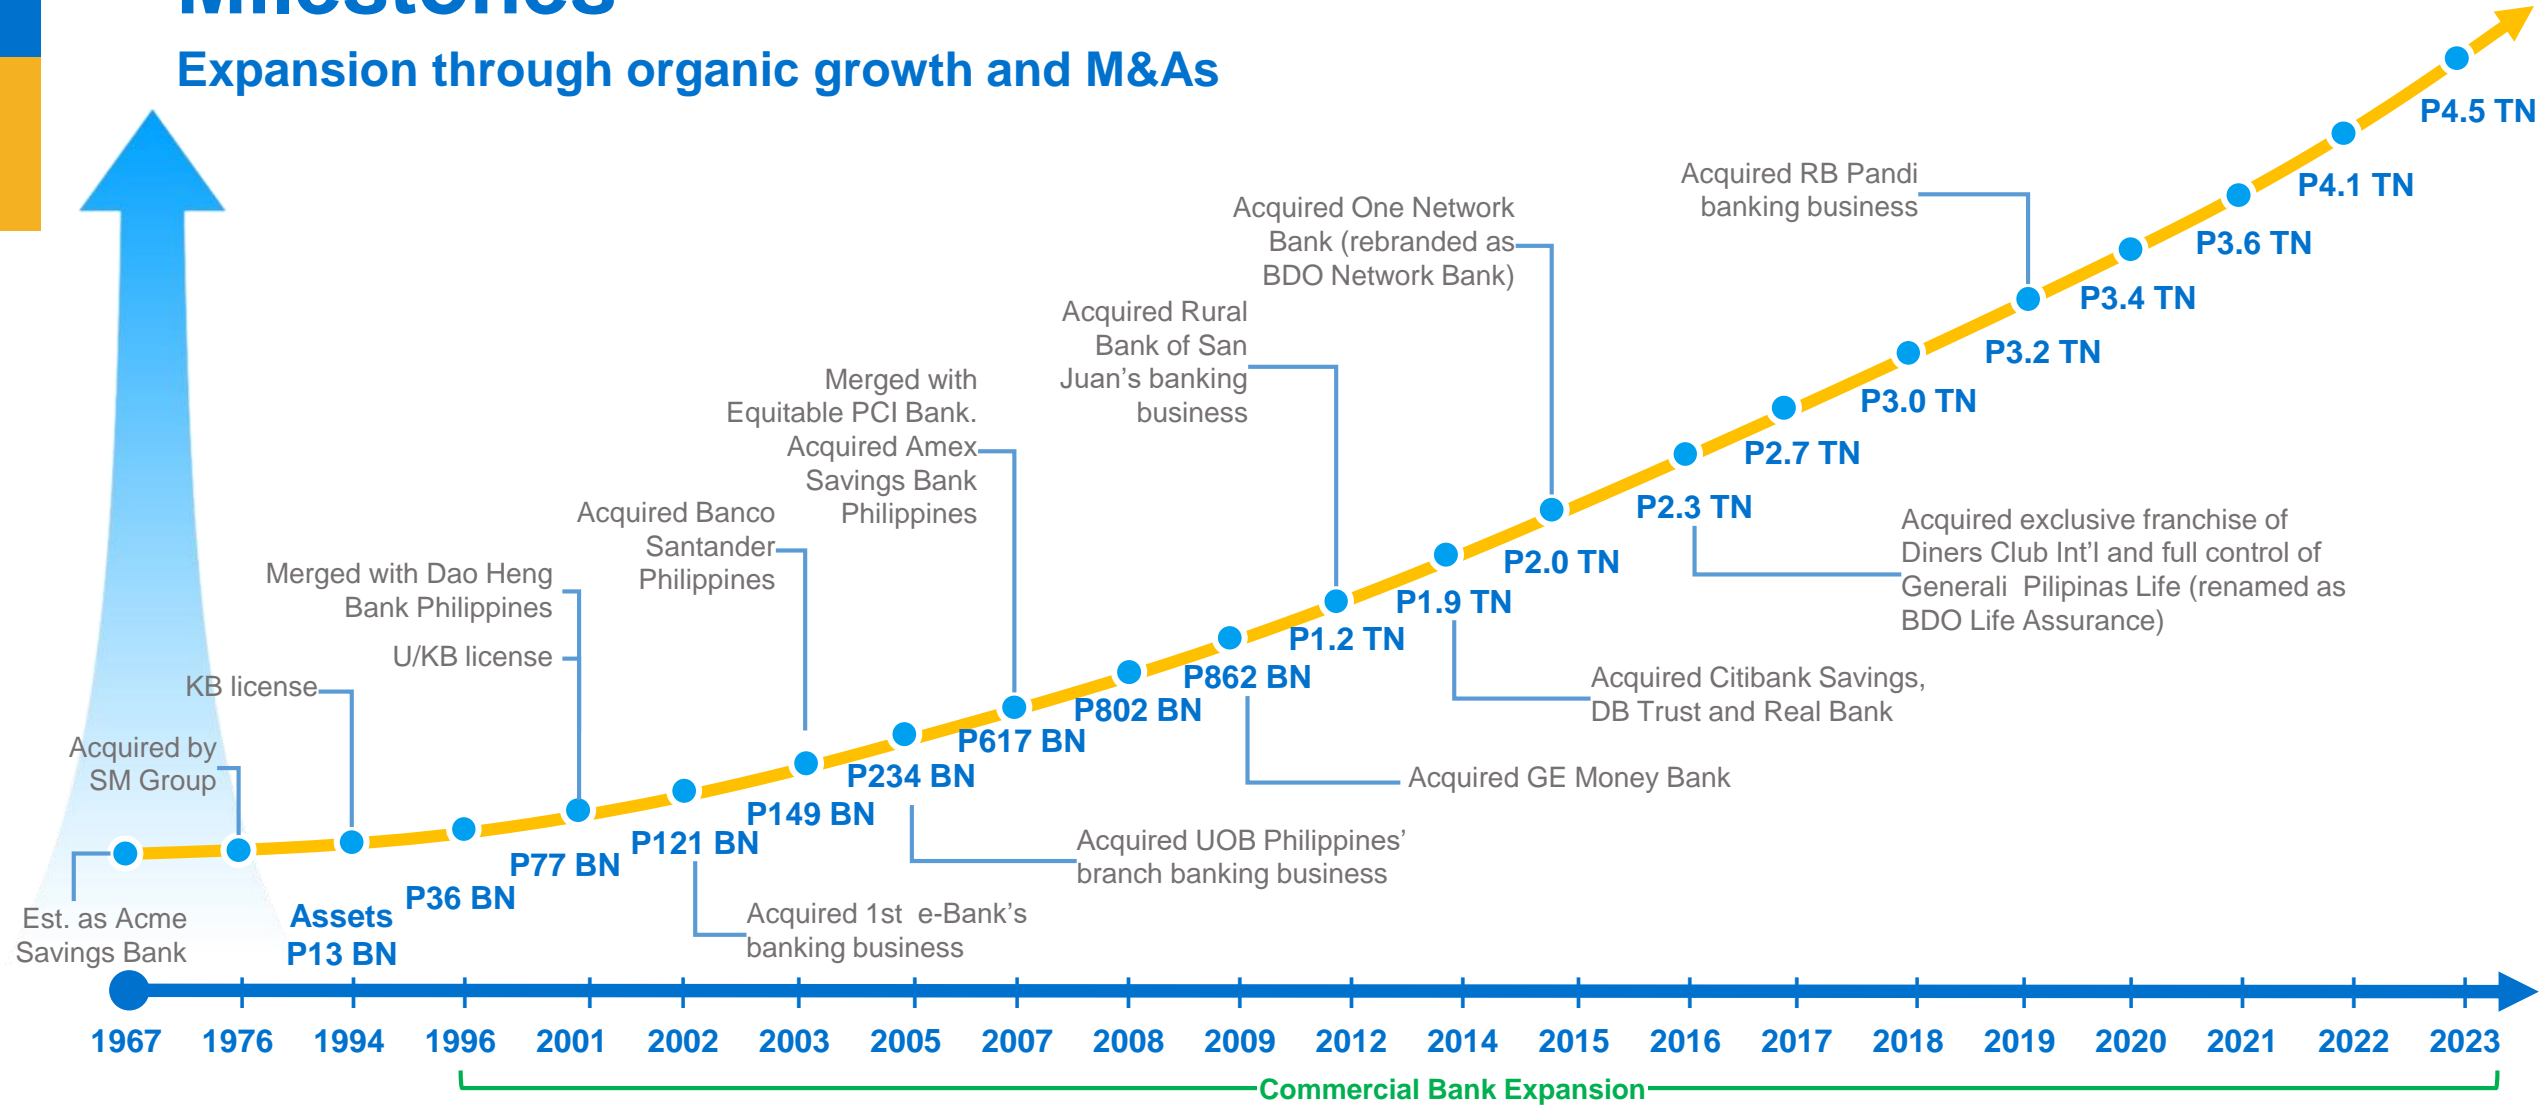 Milestones
Expansion through organic growth and M&As
P4.5 TN
P4.1 TN
P3.6 TN
P3.4 TN
P3.2 TN
P3.0 TN
P2.7 TN
P2.3 TN
P2.0 TN
P1.9 TN
P1.2 TN
P862 BN
P802 BN
P617 BN
P234 BN
P149 BN
P121 BN
P77 BN
P36 BN
Assets
P13 BN
Acquired RB Pandi
banking business
Acquired One Network
Bank (rebranded as
BDO Network Bank)
Acquired Rural
Bank of San
Juan’s banking
business
Merged with
Equitable PCI Bank.
Acquired Amex
Savings Bank
Philippines
Acquired Banco
Santander
Philippines
Merged with Dao Heng
Bank Philippines
U/KB license
KB license
Acquired by
SM Group
Est. as Acme
Savings Bank
Acquired exclusive franchise of
Diners Club Int’l and full control of
Generali  Pilipinas Life (renamed as
BDO Life Assurance)
Acquired Citibank Savings,
DB Trust and Real Bank
Acquired GE Money Bank
Acquired UOB Philippines’
branch banking business
Acquired 1st  e-Bank’s
banking business
1967 1976 1994 1996 2001 2002 2003 2005 2007 2008 2009 2012 2014 2015 2016 2017 2018 2019 2020 2021 2022 2023
Commercial Bank Expansion